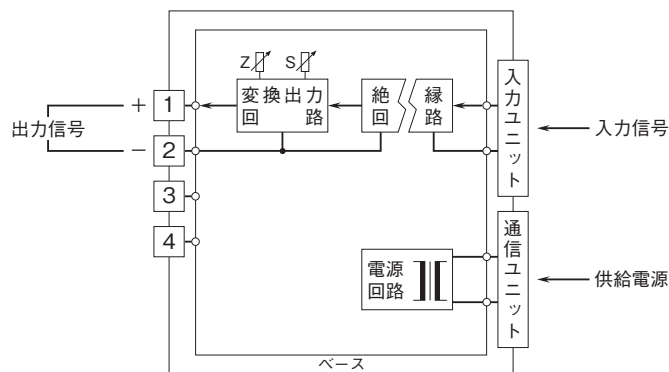 Z S
変換出力
回 路
絶
回
縁
路
入力ユニット
入力信号
出力信号
+ 1
− 2
3
4
電源
回路
通信ユニット
供給電源
ベース